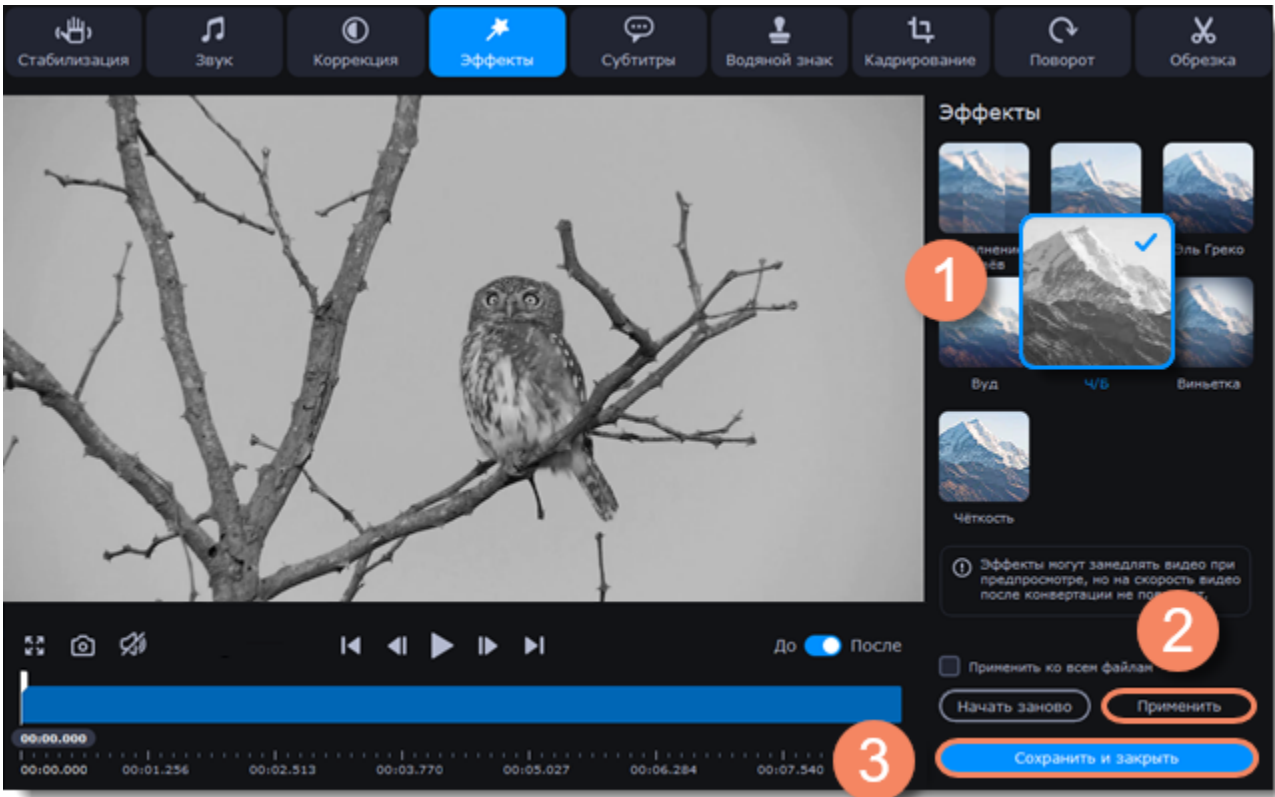 Стабилизация
Звук
Коррекция
Эффекты
Субтитры
Водяной знак
Кадрирование
Поворот
Обрезка
Эффекты
Эль Греко
1
Вуд
Ч/Б
Виньетка
Чёткость
Эффекты могут замедлять видео при
предпросмотре, но на скорость видео
после конвертации не
2
До
После
Применить ко всем файлам
Начать заново
Применить
Сохранить и закрыть
3
00:00.000
00:00.000
00:01.256
00:02.513
00:03.770
00:05.027
00:06.284
00:07.540